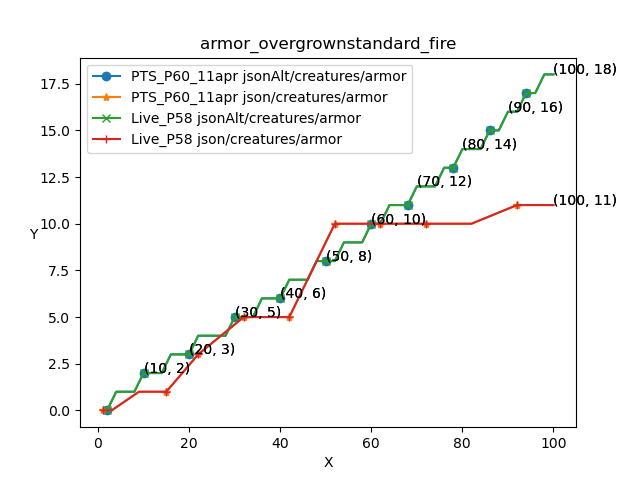 armor_overgrownstandard_fire
PTS_P60_11apr jsonAlt/creatures/armor
PTS_P60_11apr json/creatures/armor
Live_P58 jsonAlt/creatures/armor
Live_P58 json/creatures/armor
(100, 18)
(90, 16)
(80, 14)
(70, 12)
(100, 11)
(60, 10)
(50, 8)
(40, 6)
(30, 5)
(20, 3)
(10, 2)
Y
17.5
15.0
12.5
10.0
7.5
5.0
2.5
0.0
0 20 40 60 80 100
X